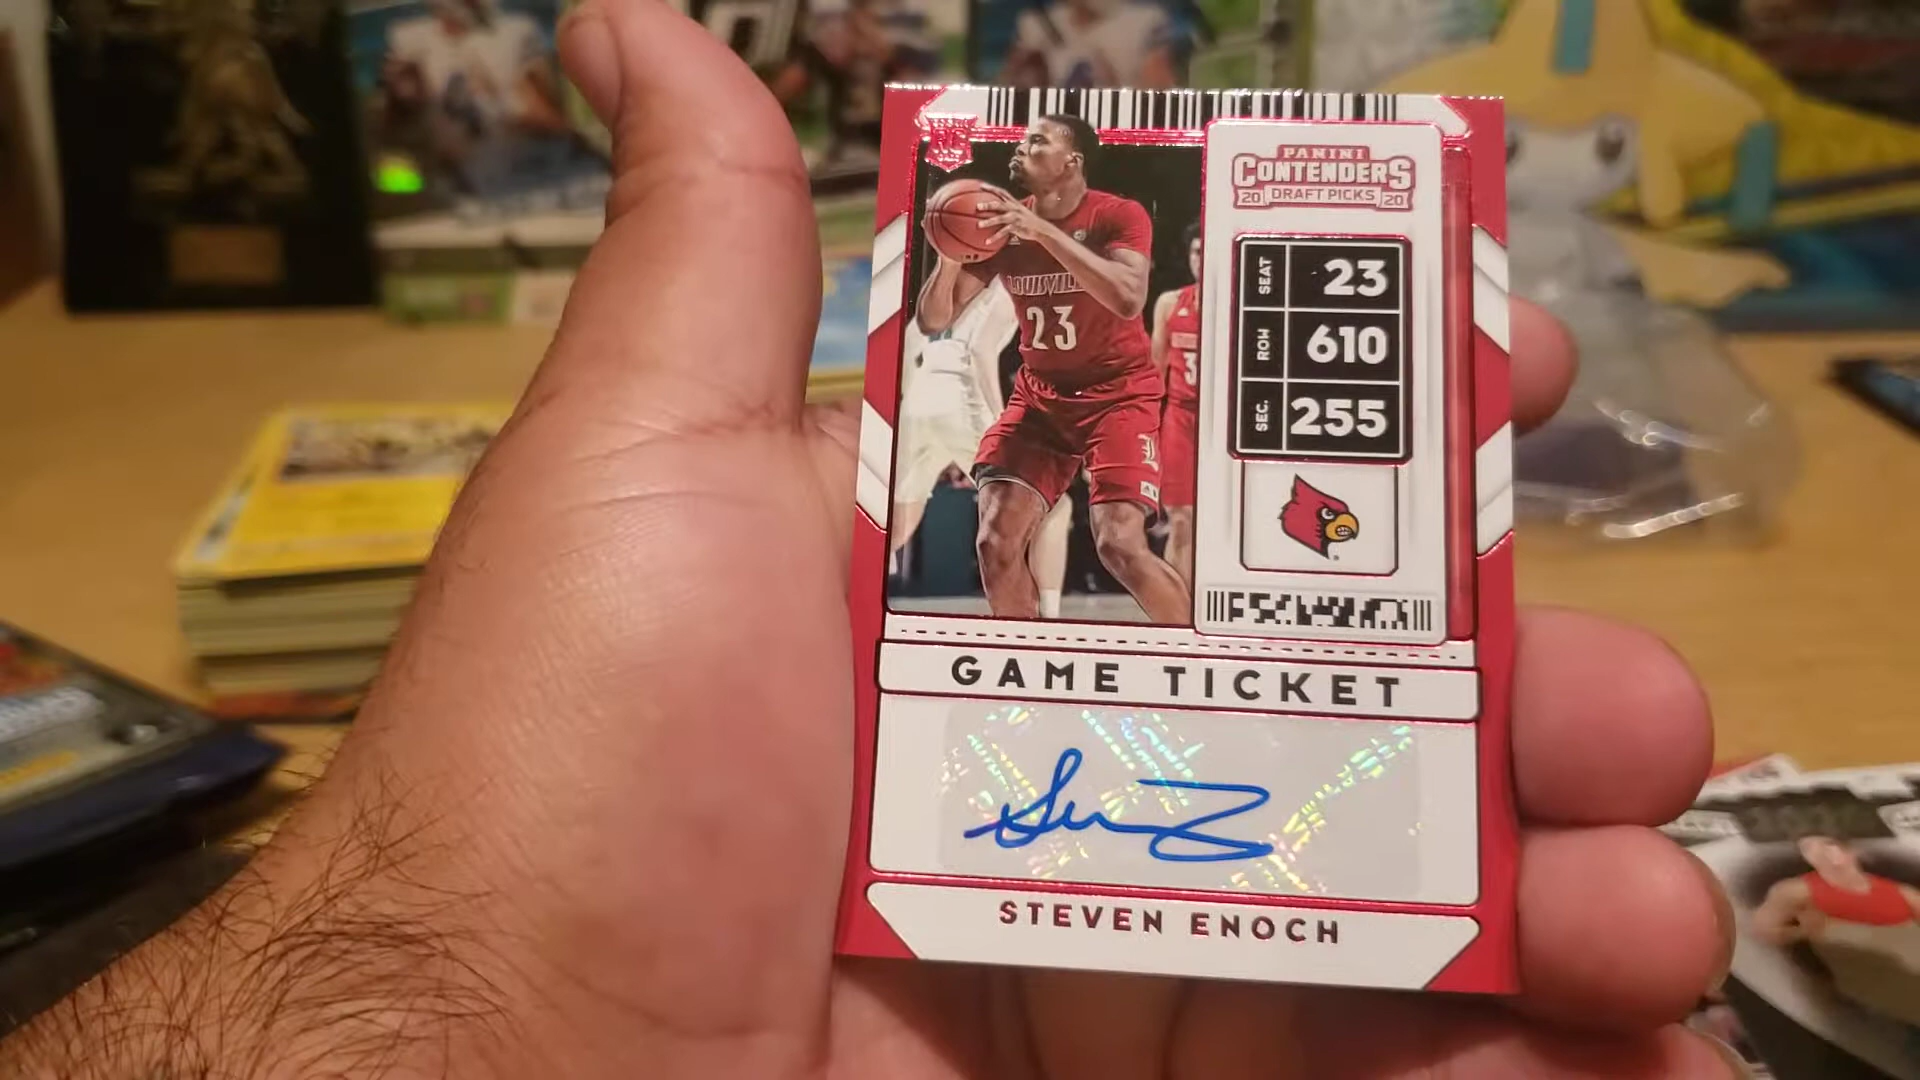 RC
PANINI
CONTENDERS
20 DRAFT PICKS 20
SEAT 23
ROW 610
SEC. 255
LOUISVILLE
23
3
GAME TICKET
STEVEN ENOCH